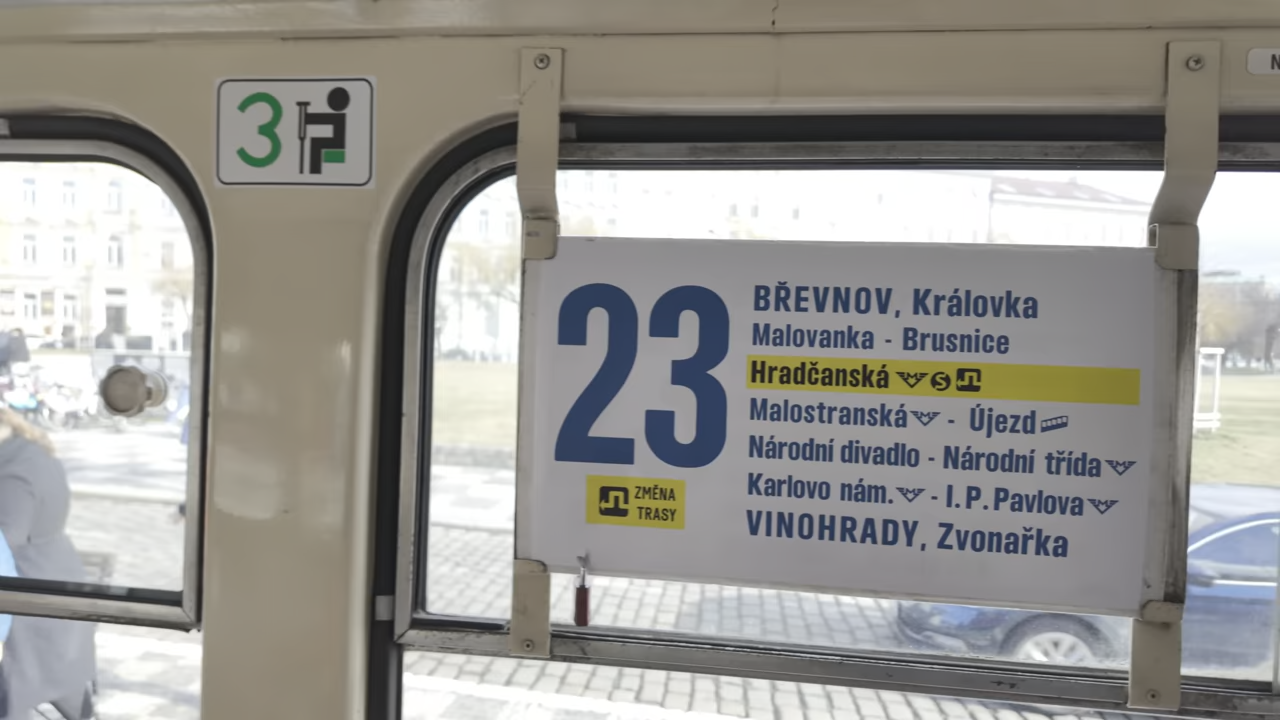 3
N
23
BŘEVNOV, Královka
Malovanka - Brusnice
Hradčanská M S
Malostranská M - Újezd
Národní divadlo - Národní třída M
Karlovo nám. M - I. P. Pavlova M
VINOHRADY, Zvonařka
ZMĚNA
TRASY